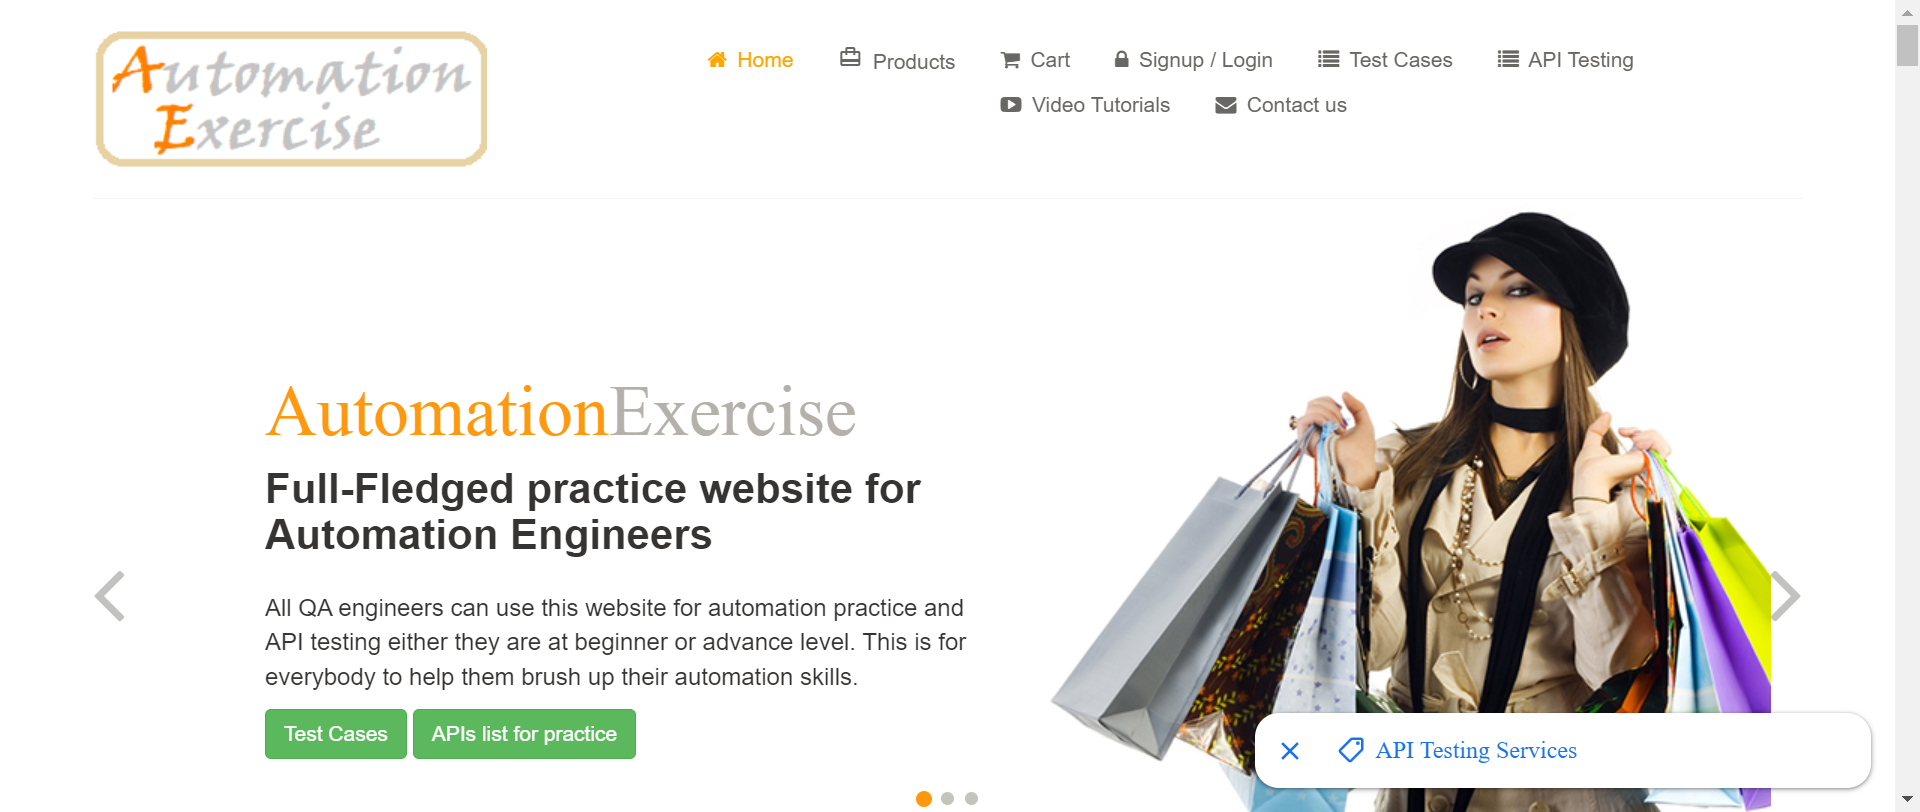 Automation
Exercise
Home
Products
Cart
Signup / Login
Test Cases
API Testing
Video Tutorials
Contact us
AutomationExercise
Full-Fledged practice website for
Automation Engineers
All QA engineers can use this website for automation practice and
API testing either they are at beginner or advance level. This is for
everybody to help them brush up their automation skills.
Test Cases
APIs list for practice
API Testing Services